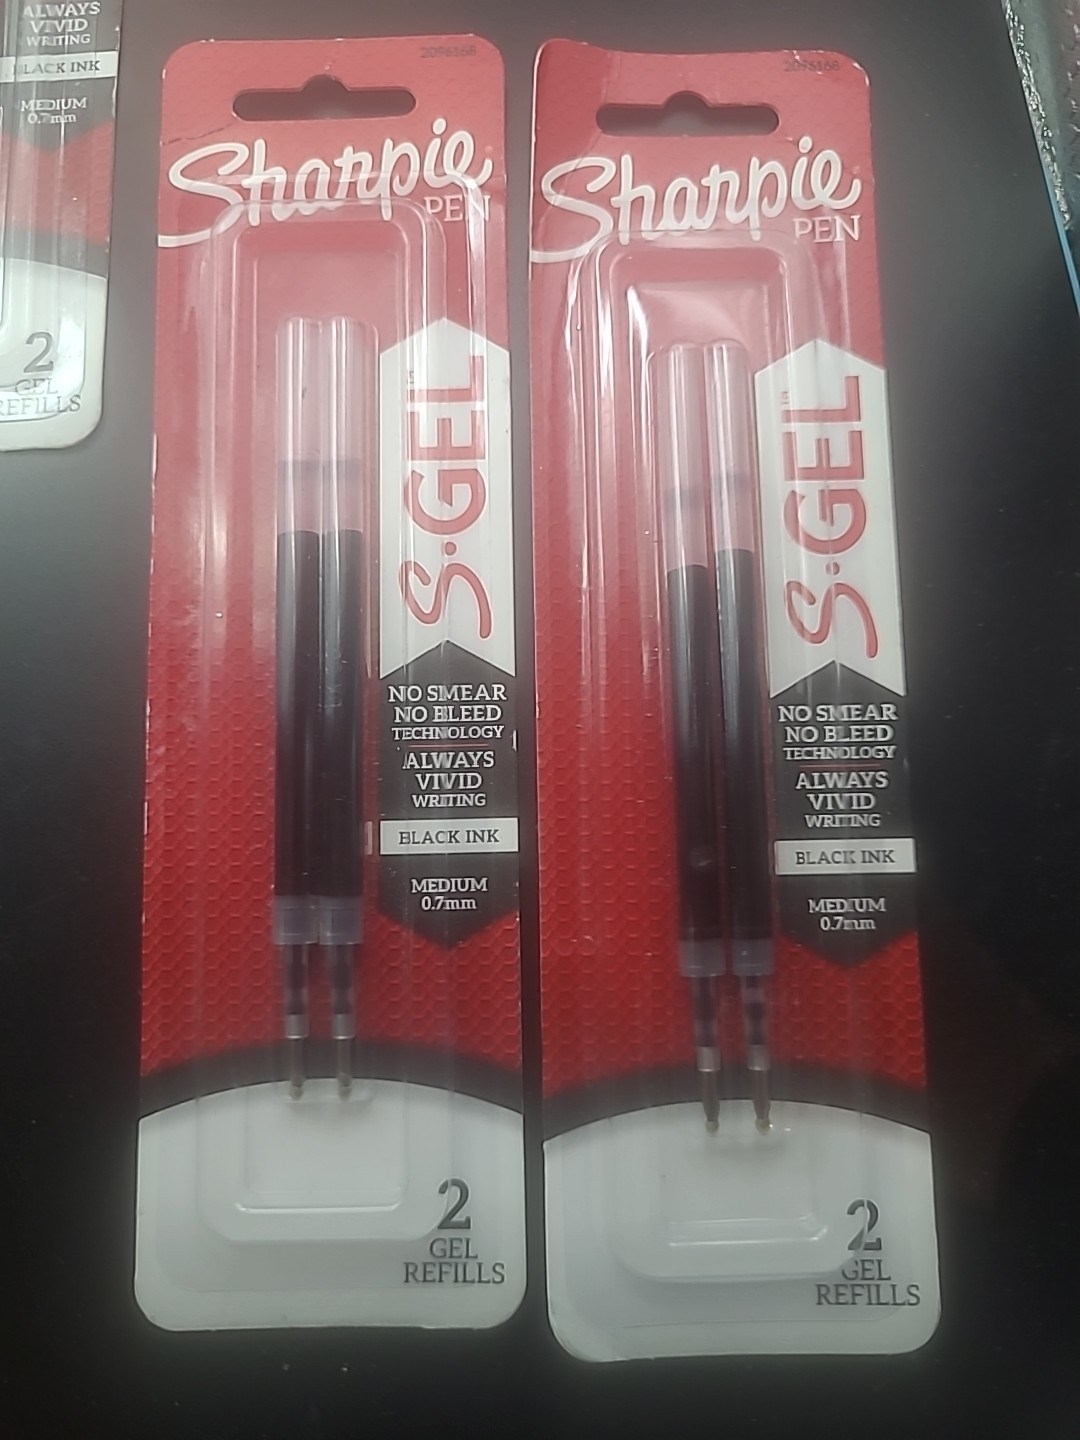 ALWAYS
VIVID
WRITING
BLACK INK
MEDIUM
0.7mm
2
GEL
REFILLS
2096168
Sharpie
PEN
S·GEL
NO SMEAR
NO BLEED
TECHNOLOGY
ALWAYS
VIVID
WRITING
BLACK INK
MEDIUM
0.7mm
2
GEL
REFILLS
2096168
Sharpie
PEN
S·GEL
NO SMEAR
NO BLEED
TECHNOLOGY
ALWAYS
VIVID
WRITING
BLACK INK
MEDIUM
0.7mm
2
GEL
REFILLS